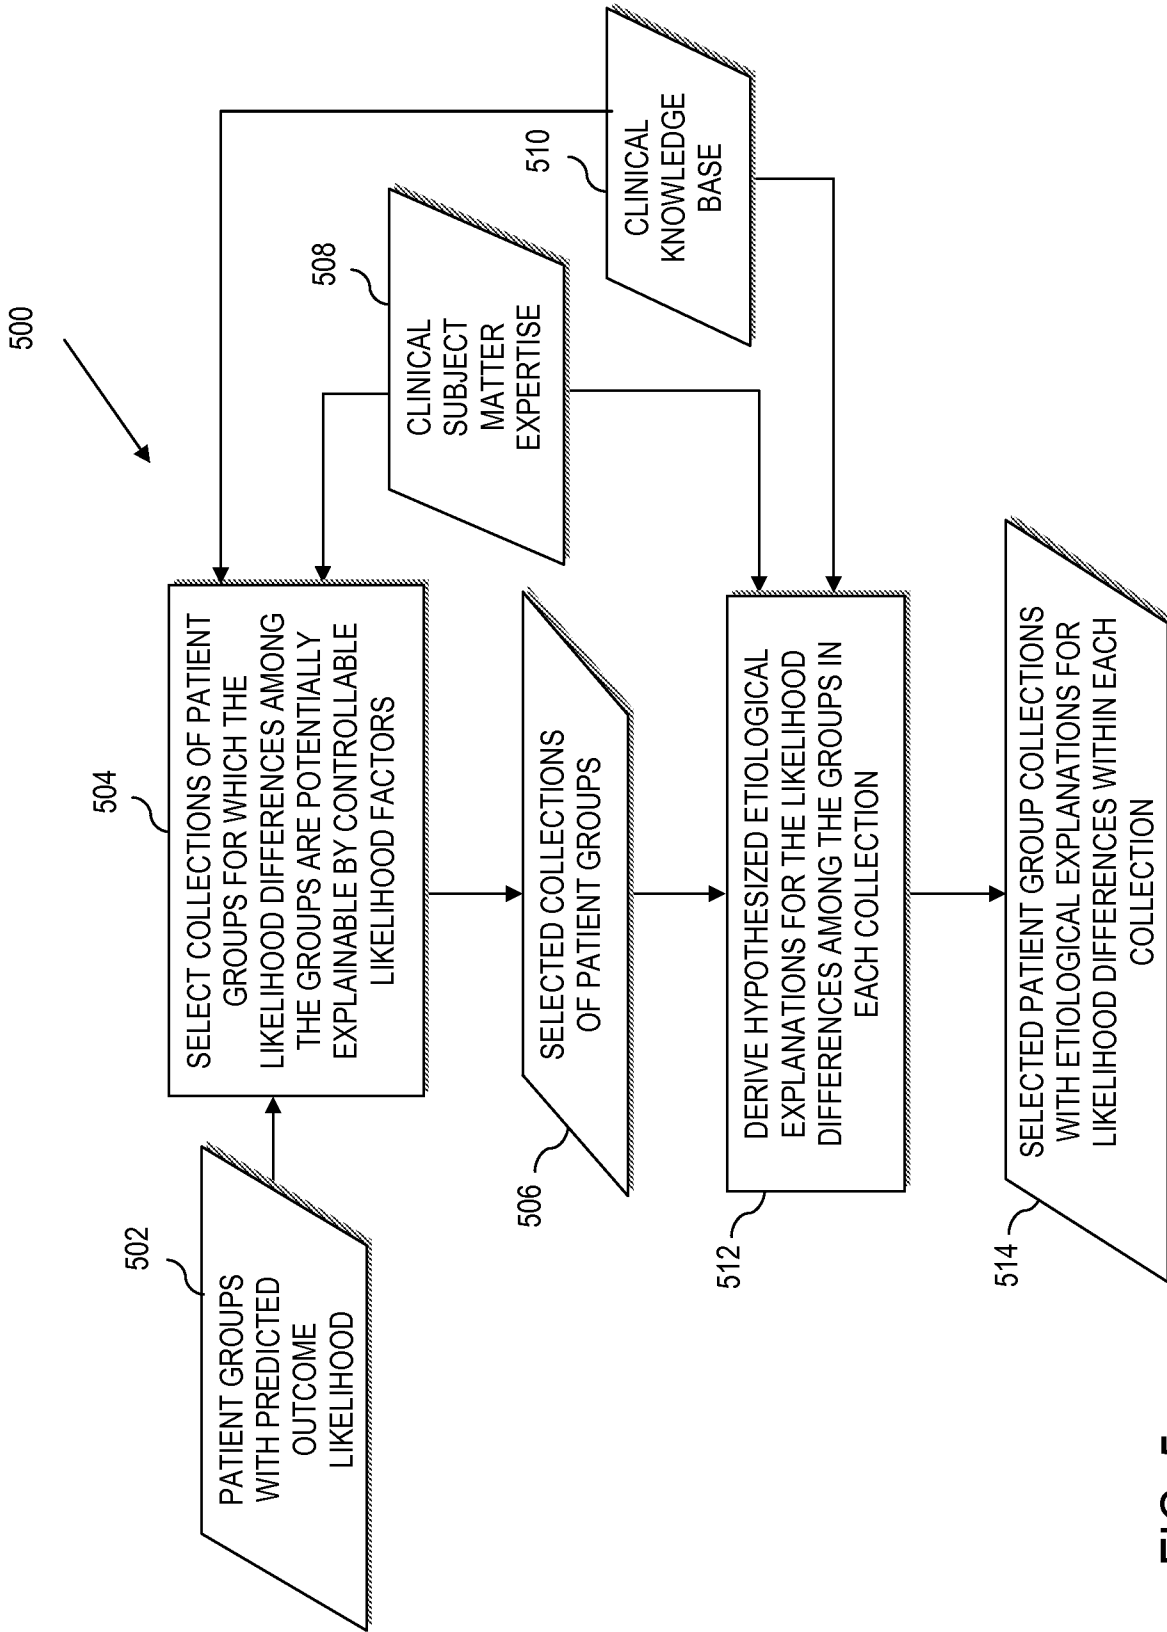 500
502
PATIENT GROUPS
WITH PREDICTED
OUTCOME
LIKELIHOOD
504
SELECT COLLECTIONS OF PATIENT
GROUPS FOR WHICH THE
LIKELIHOOD DIFFERENCES AMONG
THE GROUPS ARE POTENTIALLY
EXPLAINABLE BY CONTROLLABLE
LIKELIHOOD FACTORS
508
CLINICAL
SUBJECT
MATTER
EXPERTISE
510
CLINICAL
KNOWLEDGE
BASE
506
SELECTED COLLECTIONS
OF PATIENT GROUPS
512
DERIVE HYPOTHESIZED ETIOLOGICAL
EXPLANATIONS FOR THE LIKELIHOOD
DIFFERENCES AMONG THE GROUPS IN
EACH COLLECTION
514
SELECTED PATIENT GROUP COLLECTIONS
WITH ETIOLOGICAL EXPLANATIONS FOR
LIKELIHOOD DIFFERENCES WITHIN EACH
COLLECTION